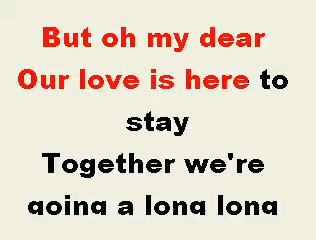 But oh my dear
Our love is here to
stay
Together we're
going a long long